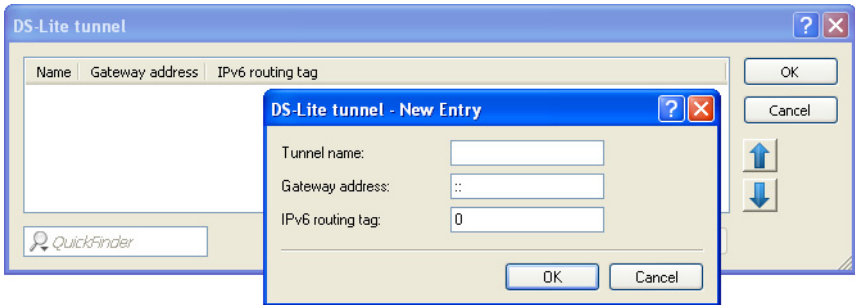 DS-Lite tunnel
Name Gateway address IPv6 routing tag
OK
Cancel
DS-Lite tunnel - New Entry
Tunnel name:
Gateway address: ::
IPv6 routing tag: 0
OK Cancel
QuickFinder